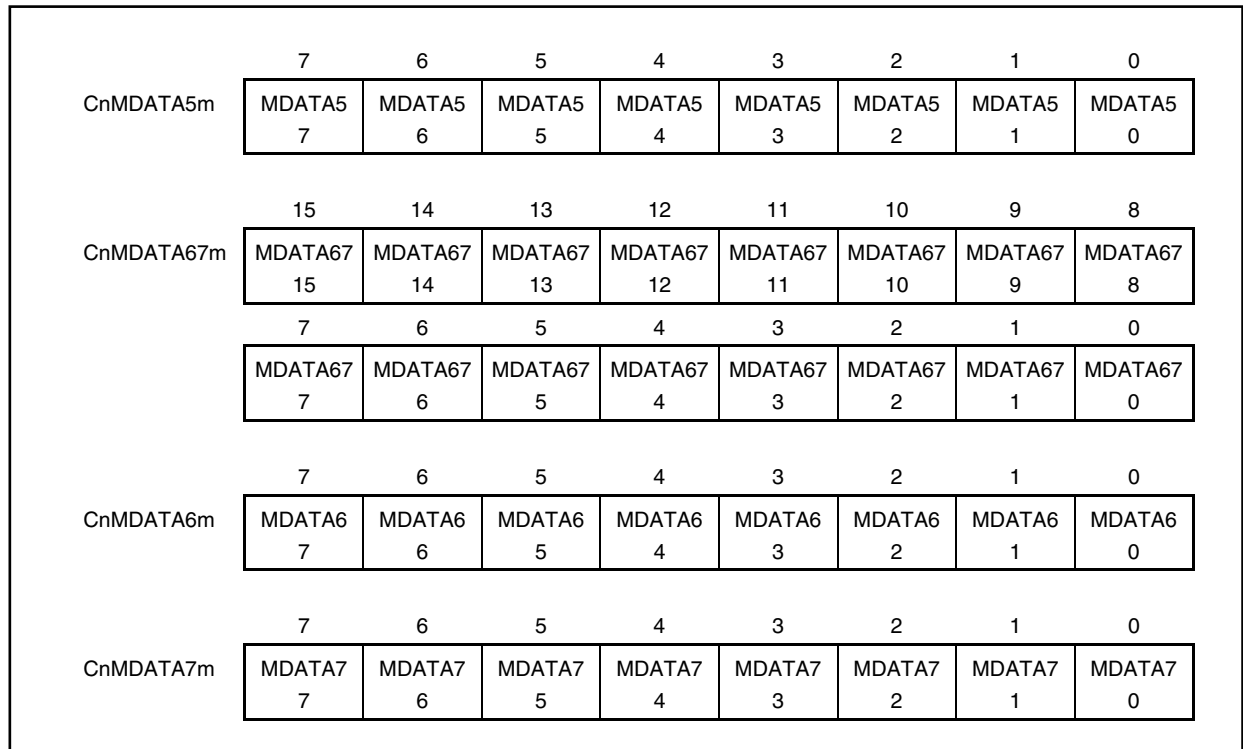 7 6 5 4 3 2 1 0
CnMDATA5m MDATA5 MDATA5 MDATA5 MDATA5 MDATA5 MDATA5 MDATA5 MDATA5
7 6 5 4 3 2 1 0
15 14 13 12 11 10 9 8
CnMDATA67m MDATA67 MDATA67 MDATA67 MDATA67 MDATA67 MDATA67 MDATA67 MDATA67
15 14 13 12 11 10 9 8
7 6 5 4 3 2 1 0
MDATA67 MDATA67 MDATA67 MDATA67 MDATA67 MDATA67 MDATA67 MDATA67
7 6 5 4 3 2 1 0
7 6 5 4 3 2 1 0
CnMDATA6m MDATA6 MDATA6 MDATA6 MDATA6 MDATA6 MDATA6 MDATA6 MDATA6
7 6 5 4 3 2 1 0
7 6 5 4 3 2 1 0
CnMDATA7m MDATA7 MDATA7 MDATA7 MDATA7 MDATA7 MDATA7 MDATA7 MDATA7
7 6 5 4 3 2 1 0